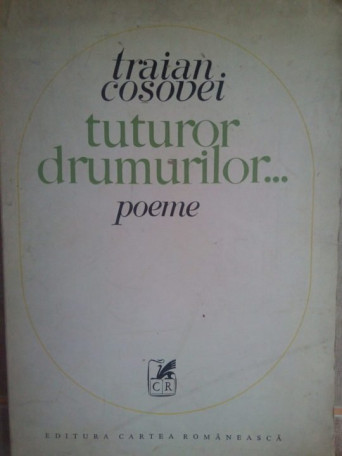 traian
cosovei
tuturor
drumurilor...
poeme
CR
EDITURA CARTEA ROMÂNEASCĂ